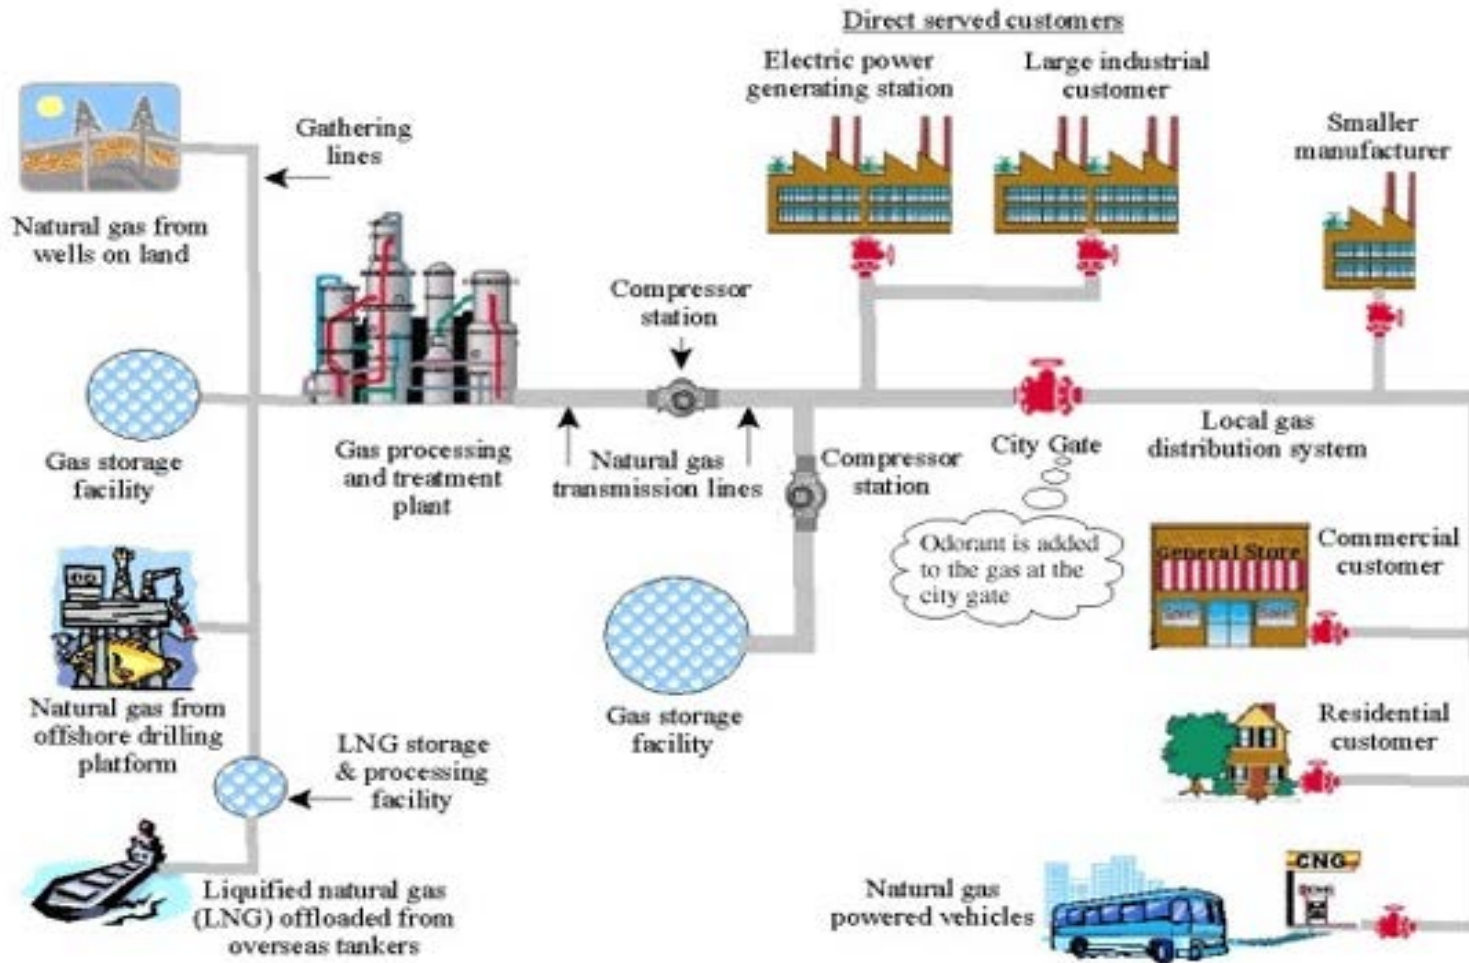 Direct served customers
Electric power
generating station
Large industrial
customer
Smaller
manufacturer
Gathering
lines
Natural gas from
wells on land
Compressor
station
Gas storage
facility
Gas processing
and treatment
plant
Natural gas
transmission lines
Compressor
station
City Gate
Local gas
distribution system
Odorant is added
to the gas at the
city gate
General Store
Sale
Sale
Commercial
customer
Natural gas from
offshore drilling
platform
Gas storage
facility
Residential
customer
LNG storage
& processing
facility
Liquified natural gas
(LNG) offloaded from
overseas tankers
Natural gas
powered vehicles
CNG